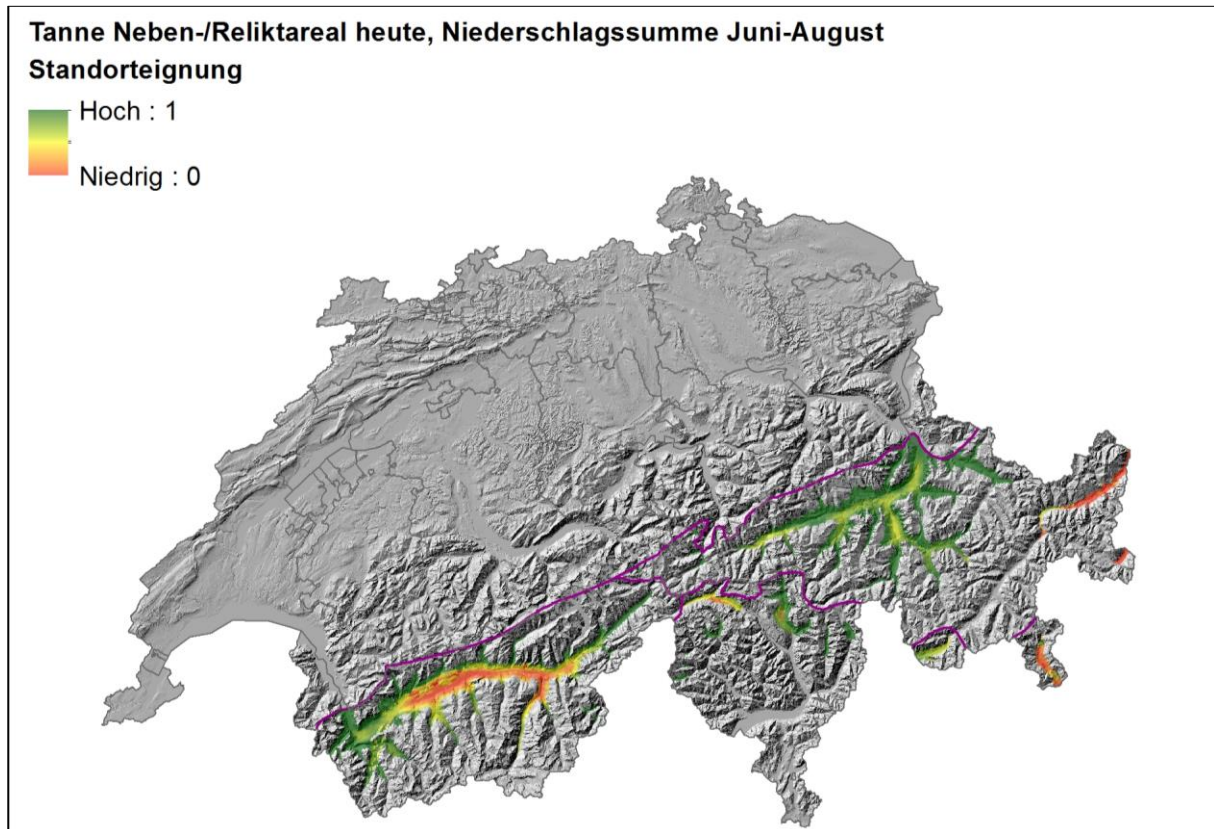 Tanne Neben-/Reliktareal heute, Niederschlagssumme Juni-August
Standorteignung
Hoch : 1
Niedrig : 0